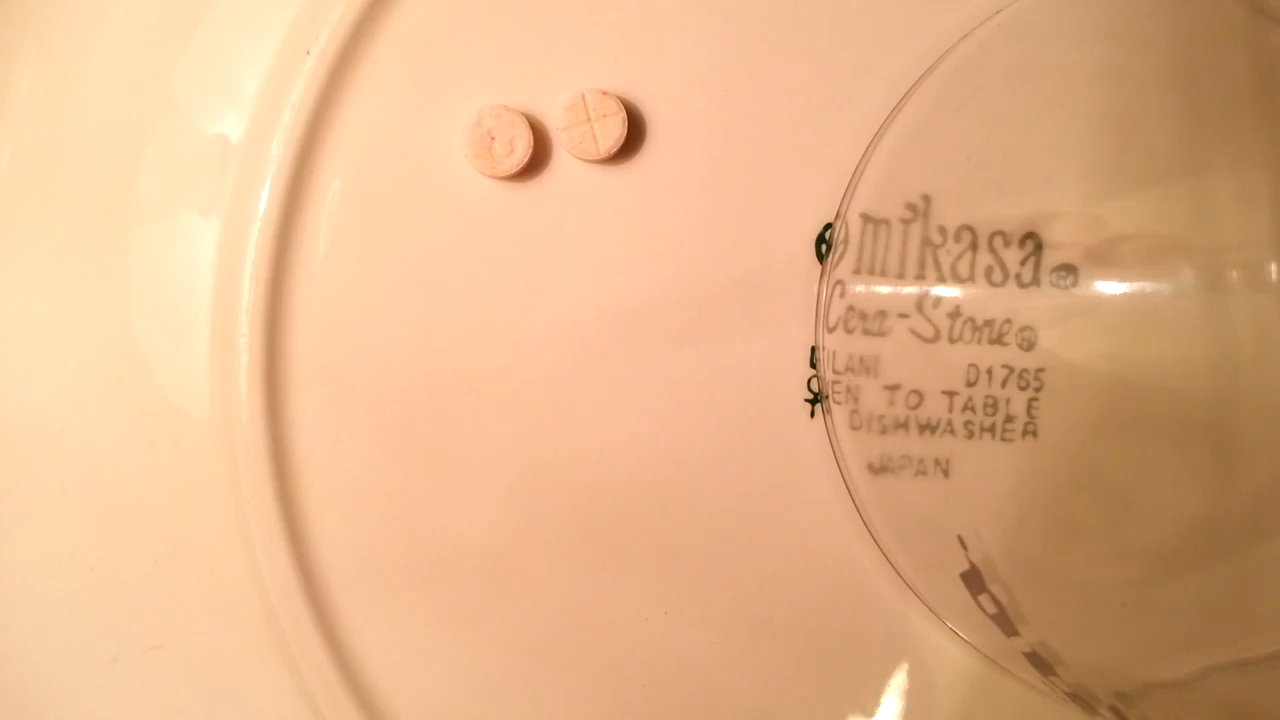 mikasa®
Cera-Stone®
D1765
TO TABLE
DISHWASHER
JAPAN